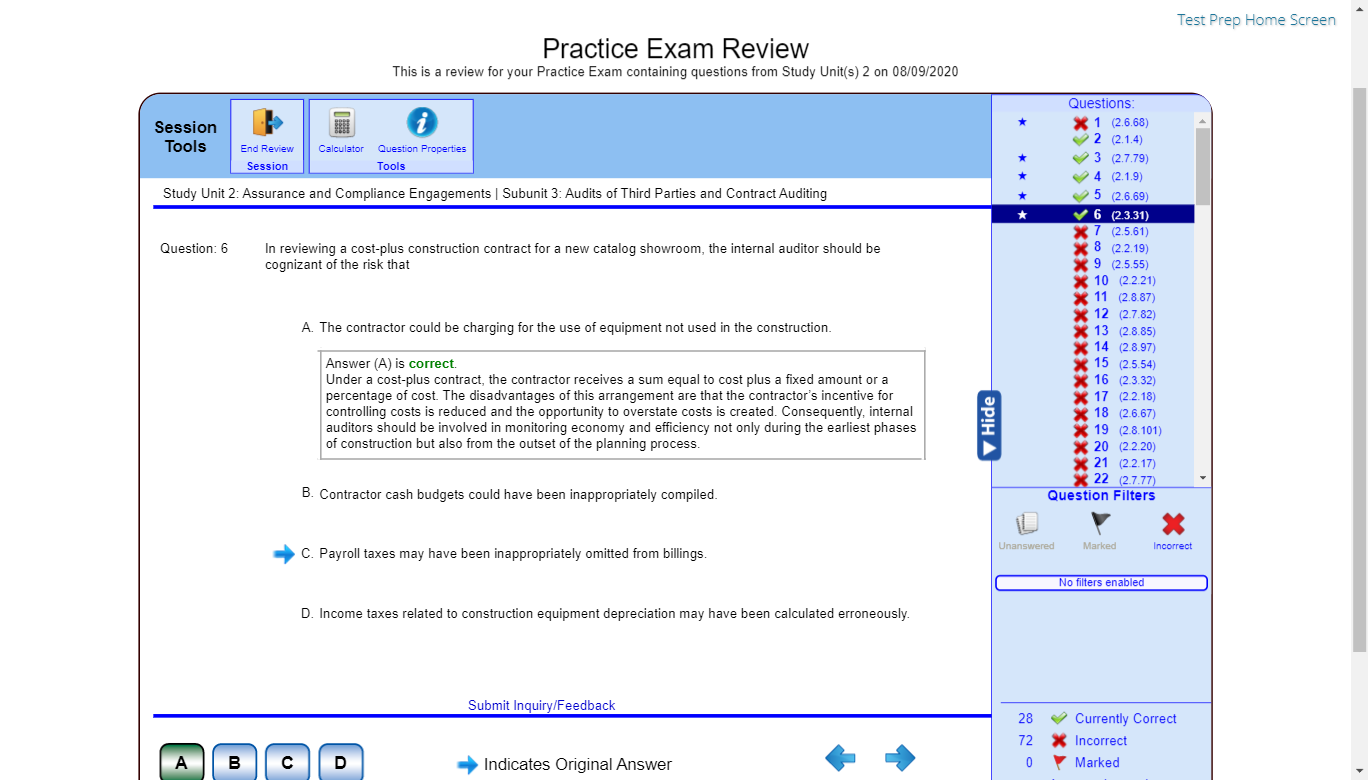 Test Prep Home Screen
Practice Exam Review
This is a review for your Practice Exam containing questions from Study Unit(s) 2 on 08/09/2020
Session
Tools
End Review
Session
Calculator
Question Properties
Tools
Study Unit 2: Assurance and Compliance Engagements | Subunit 3: Audits of Third Parties and Contract Auditing
Question: 6
In reviewing a cost-plus construction contract for a new catalog showroom, the internal auditor should be
cognizant of the risk that
A. The contractor could be charging for the use of equipment not used in the construction.
Answer (A) is correct.
Under a cost-plus contract, the contractor receives a sum equal to cost plus a fixed amount or a
percentage of cost. The disadvantages of this arrangement are that the contractor's incentive for
controlling costs is reduced and the opportunity to overstate costs is created. Consequently, internal
auditors should be involved in monitoring economy and efficiency not only during the earliest phases
of construction but also from the outset of the planning process.
B. Contractor cash budgets could have been inappropriately compiled.
C. Payroll taxes may have been inappropriately omitted from billings.
D. Income taxes related to construction equipment depreciation may have been calculated erroneously.
Submit Inquiry/Feedback
A
B
C
D
Indicates Original Answer
Hide
Questions:
1 (2.6.68)
2 (2.1.4)
3 (2.7.79)
4 (2.1.9)
5 (2.6.69)
6 (2.3.31)
7 (2.5.61)
8 (2.2.19)
9 (2.5.55)
10 (2.2.21)
11 (2.8.87)
12 (2.7.82)
13 (2.8.85)
14 (2.8.97)
15 (2.5.54)
16 (2.3.32)
17 (2.2.18)
18 (2.6.67)
19 (2.8.101)
20 (2.2.20)
21 (2.2.17)
22 (2.7.77)
Question Filters
Unanswered
Marked
Incorrect
No filters enabled
28 Currently Correct
72 Incorrect
0 Marked